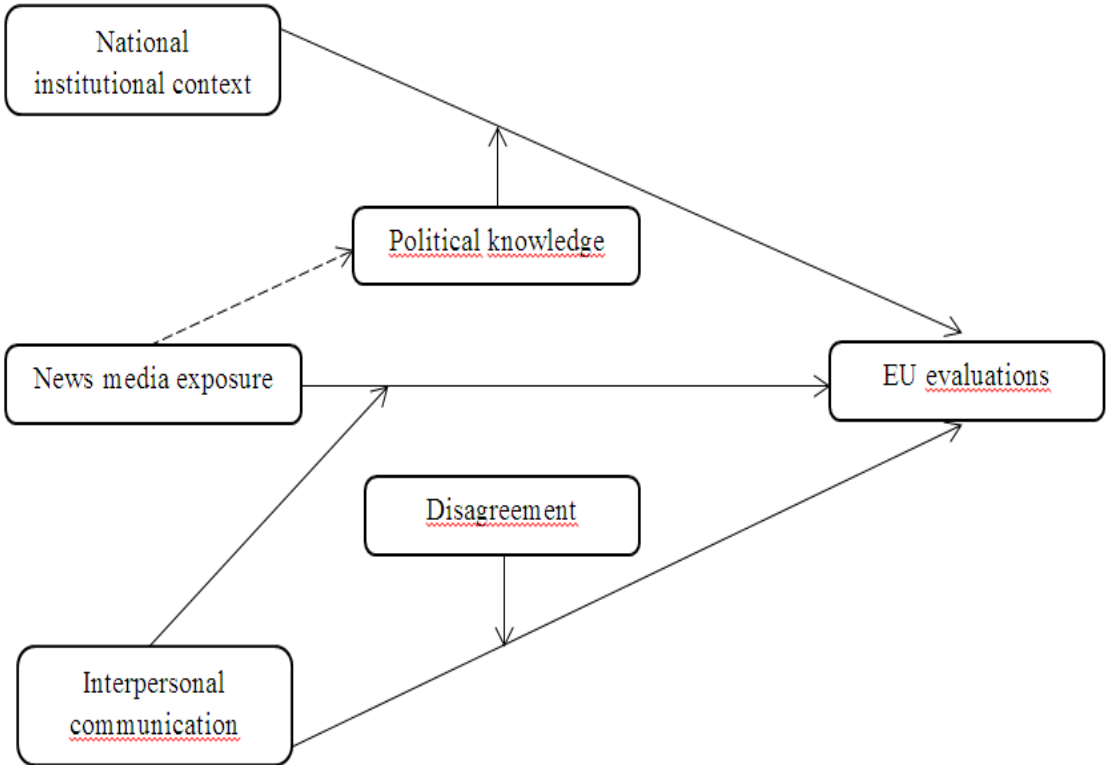 National
institutional context
Political knowledge
News media exposure
EU evaluations
Disagreement
Interpersonal
communication